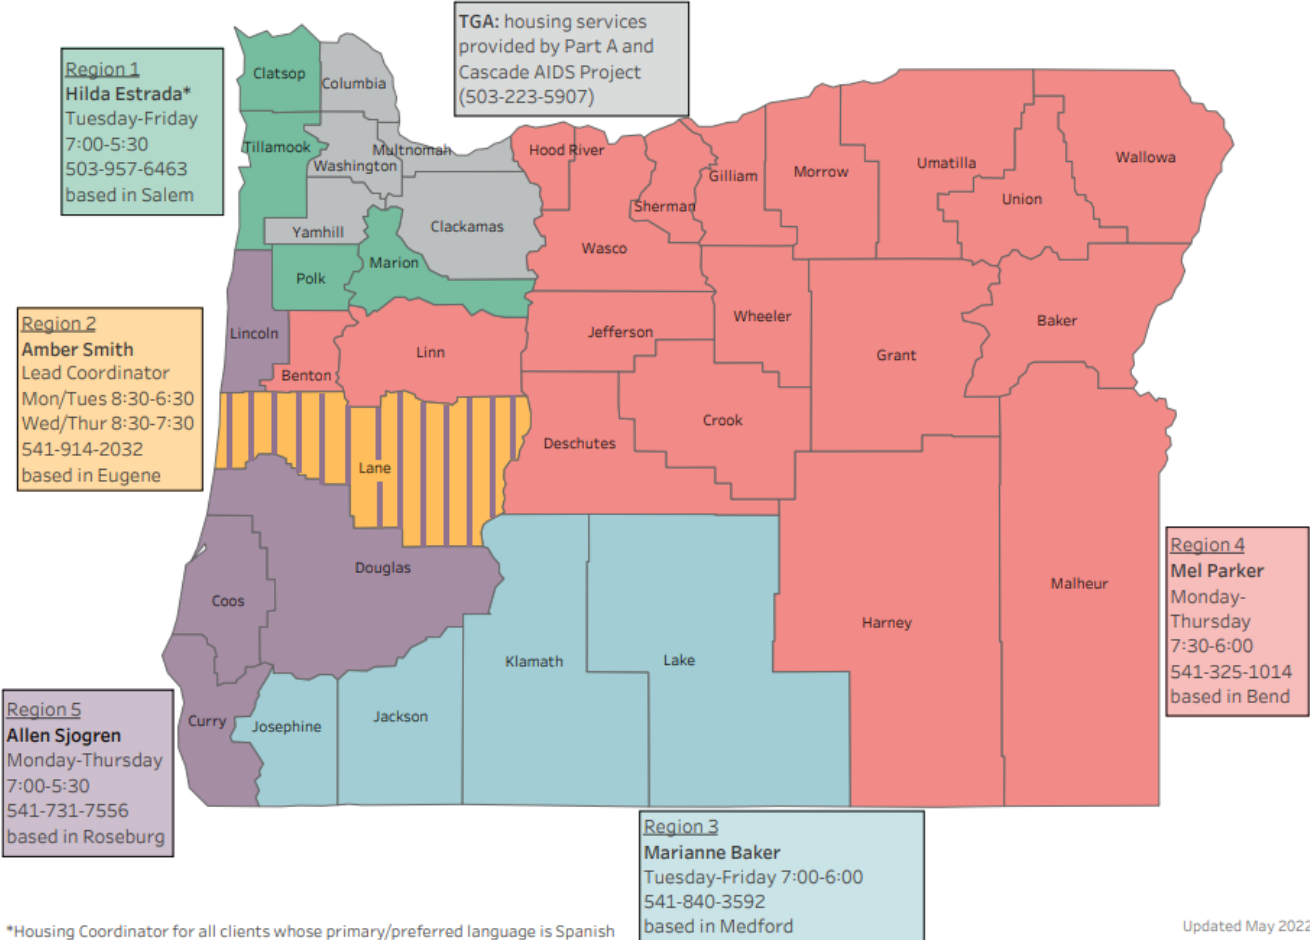 TGA: housing services
provided by Part A and
Cascade AIDS Project
(503-223-5907)
Region 1
Hilda Estrada*
Tuesday-Friday
7:00-5:30
503-957-6463
based in Salem
Clatsop
Columbia
Tillamook
Multnomah
Washington
Hood River
Wallowa
Umatilla
Morrow
Gilliam
Union
Sherman
Yamhill
Clackamas
Wasco
Marion
Polk
Region 2
Amber Smith
Lead Coordinator
Mon/Tues 8:30-6:30
Wed/Thur 8:30-7:30
541-914-2032
based in Eugene
Lincoln
Wheeler
Baker
Jefferson
Linn
Grant
Benton
Crook
Deschutes
Lane
Region 4
Mel Parker
Monday-
Thursday
7:30-6:00
541-325-1014
based in Bend
Douglas
Malheur
Coos
Harney
Klamath
Lake
Region 5
Allen Sjogren
Monday-Thursday
7:00-5:30
541-731-7556
based in Roseburg
Curry
Josephine
Jackson
Region 3
Marianne Baker
Tuesday-Friday 7:00-6:00
541-840-3592
based in Medford
*Housing Coordinator for all clients whose primary/preferred language is Spanish
Updated May 2022